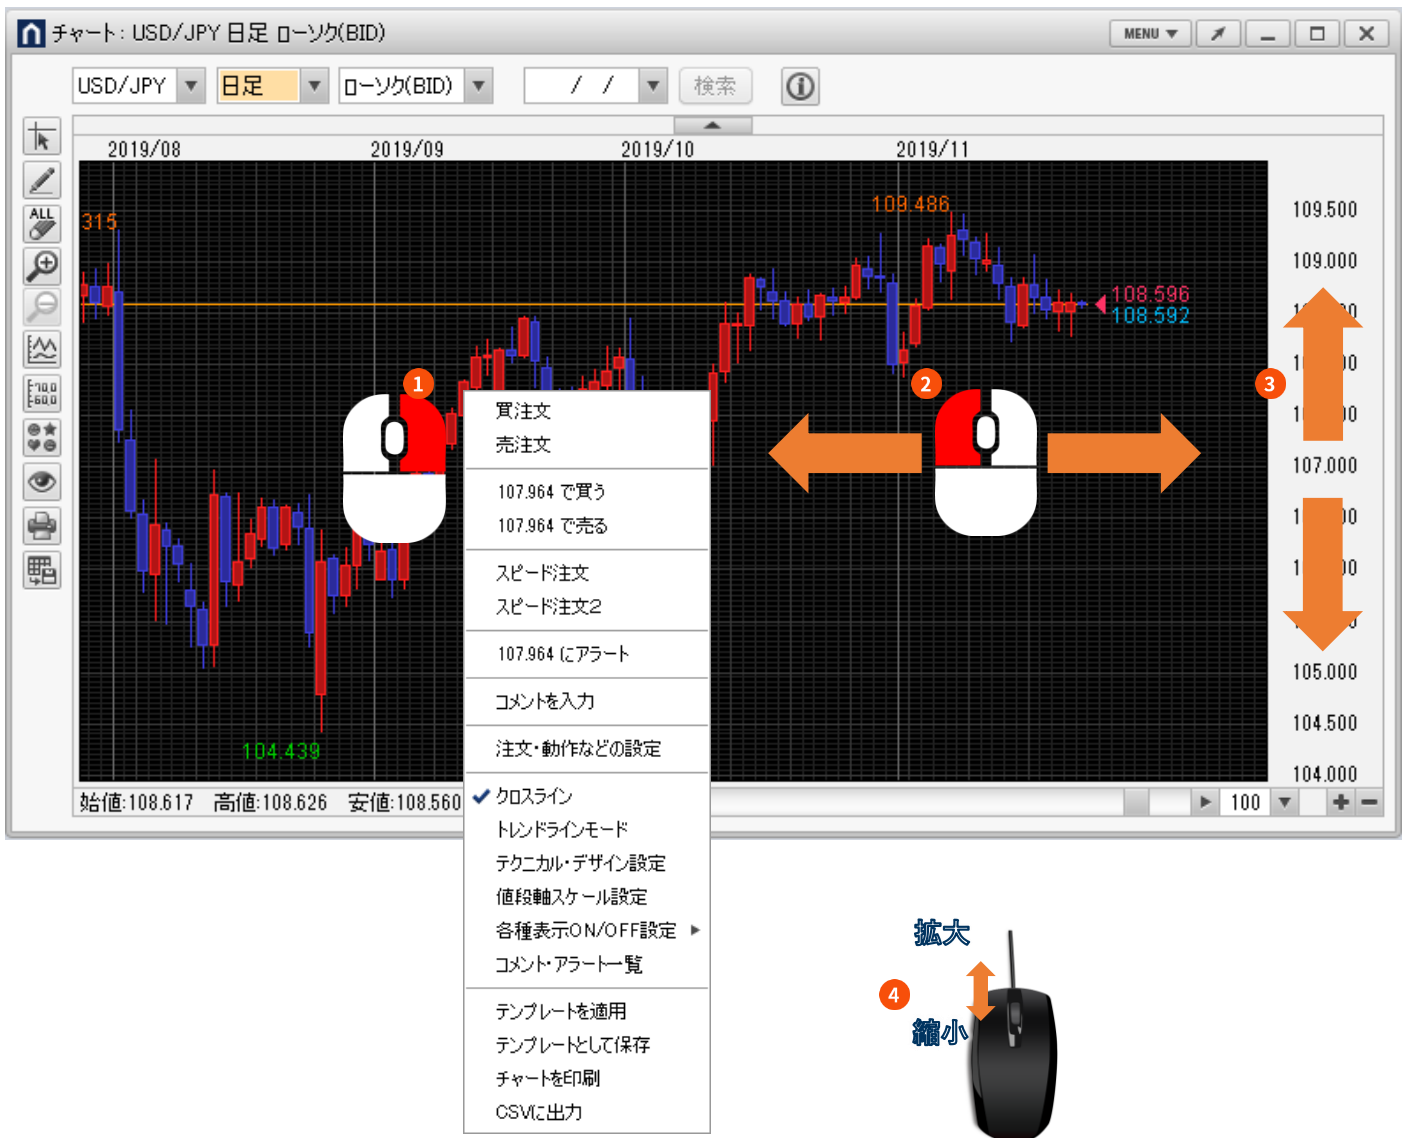 チャート : USD/JPY 日足 ローソク(BID)
MENU ▼
USD/JPY
日足
ローソク(BID)
/ /
検索
2019/08
2019/09
2019/10
2019/11
ALL
315
109.486
109.500
109.000
108.596
108.592
1
2
3
107.000
105.000
104.500
104.000
104.439
買注文
売注文
107.964 で買う
107.964 で売る
スピード注文
スピード注文2
107.964 にアラート
コメントを入力
注文・動作などの設定
クロスライン
トレンドラインモード
テクニカル・デザイン設定
値段軸スケール設定
各種表示ON/OFF設定
コメント・アラート一覧
テンプレートを適用
テンプレートとして保存
チャートを印刷
CSVに出力
始値:108.617 高値:108.626 安値:108.560
100
拡大
4
縮小